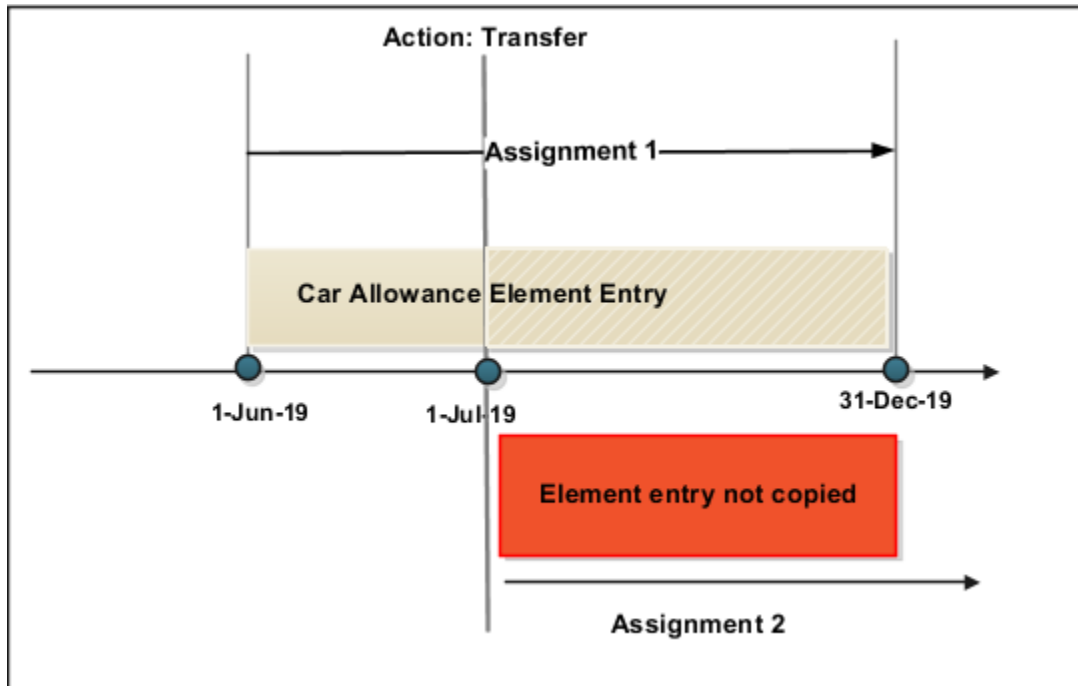 Action: Transfer
Assignment 1
Car Allowance Element Entry
1-Jun-19
1-Jul-19
31-Dec-19
Element entry not copied
Assignment 2